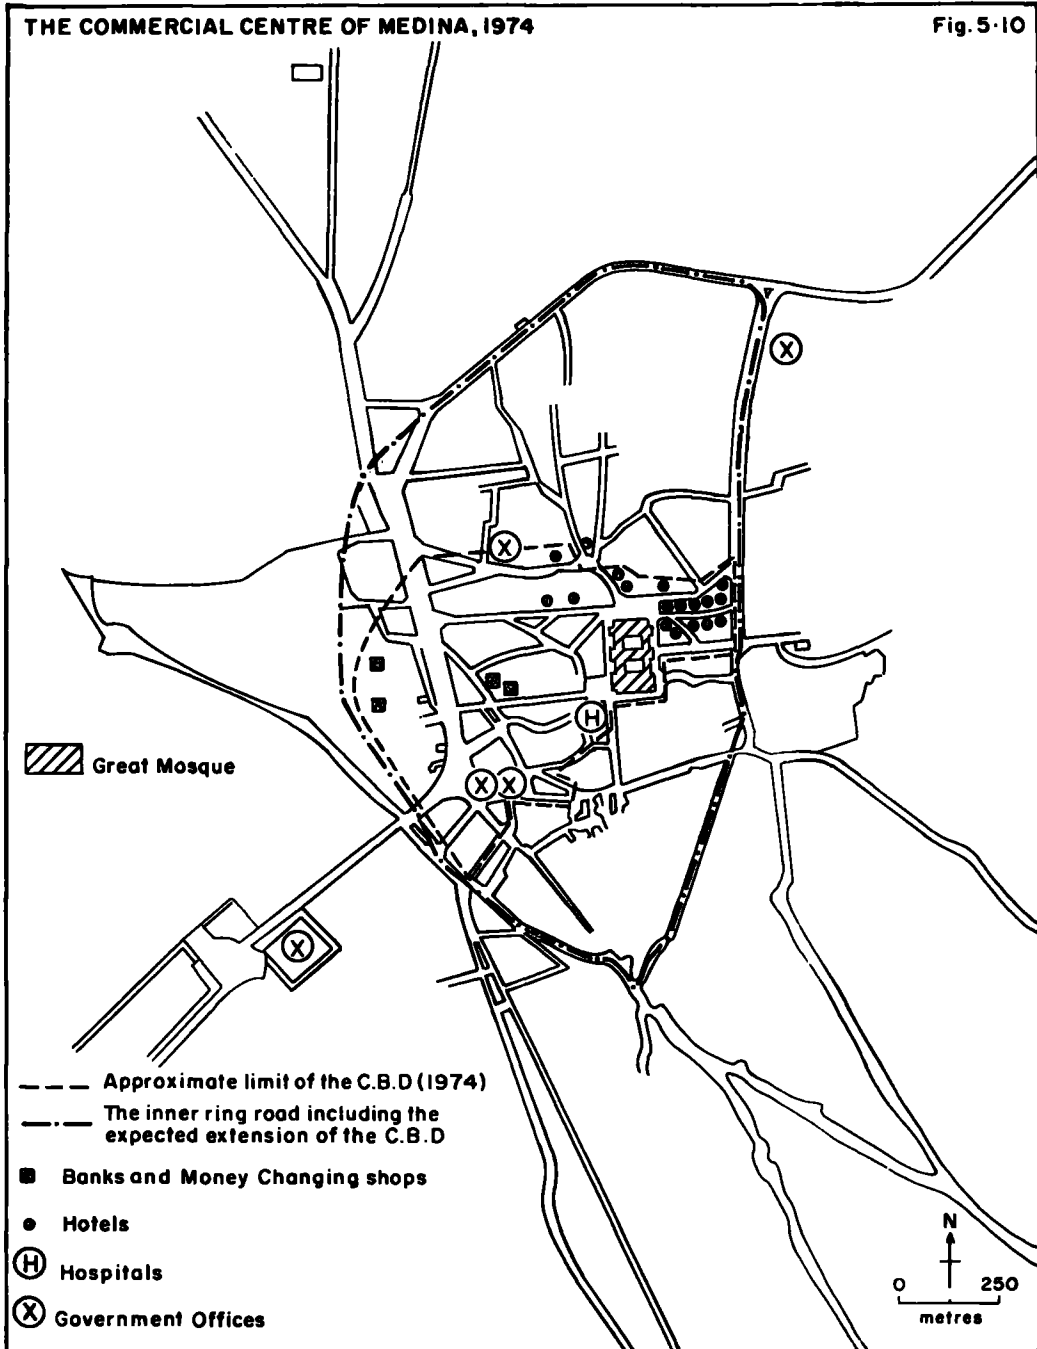 THE COMMERCIAL CENTRE OF MEDINA, 1974
Fig. 5·10
X
X
H
X X
X
Great Mosque
Approximate limit of the C.B.D (1974)
The inner ring road including the
expected extension of the C.B.D
Banks and Money Changing shops
Hotels
H Hospitals
X Government Offices
N
0 250
metres